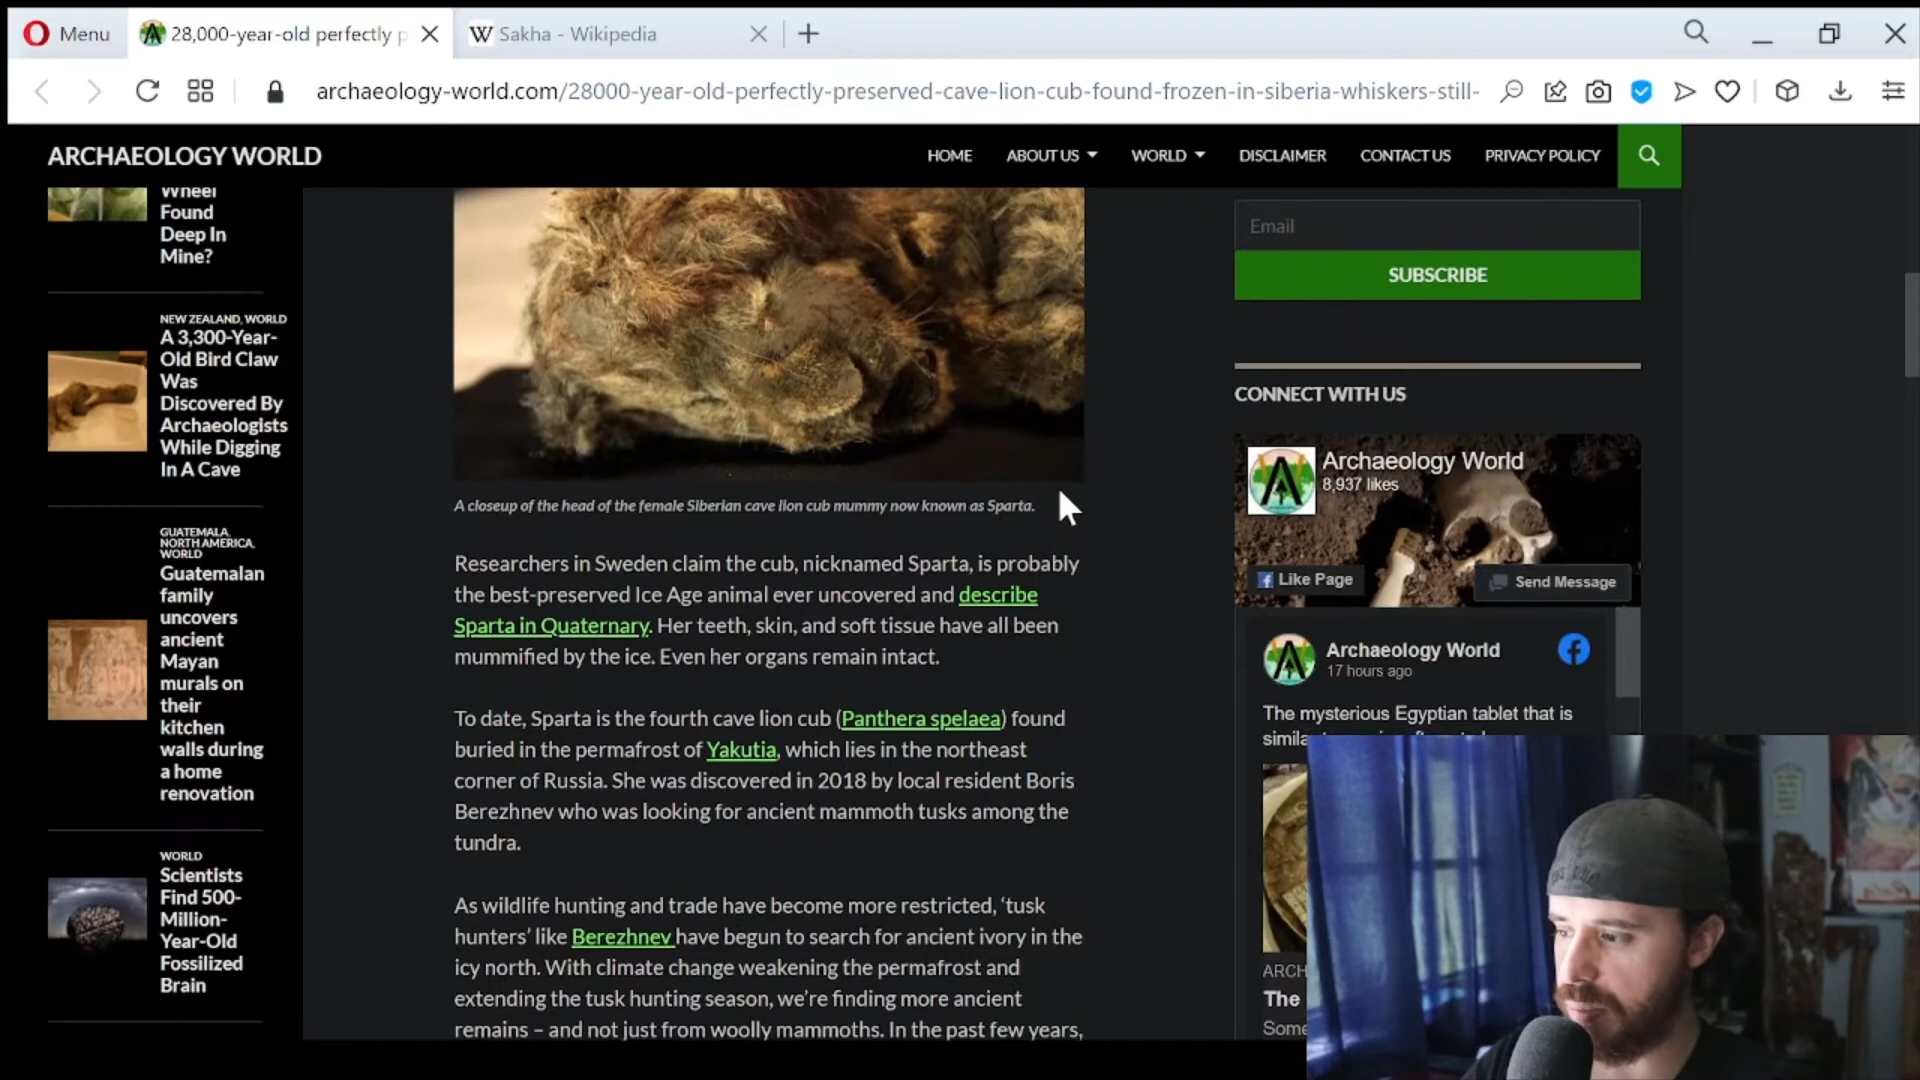 Menu
28,000-year-old perfectly p
Sakha - Wikipedia
archaeology-world.com/28000-year-old-perfectly-preserved-cave-lion-cub-found-frozen-in-siberia-whiskers-still-
ARCHAEOLOGY WORLD
HOME
ABOUT US
WORLD
DISCLAIMER
CONTACT US
PRIVACY POLICY
Wheel
Found
Deep In
Mine?
NEW ZEALAND, WORLD
A 3,300-Year-
Old Bird Claw
Was
Discovered By
Archaeologists
While Digging
In A Cave
GUATEMALA,
NORTH AMERICA,
WORLD
Guatemalan
family
uncovers
ancient
Mayan
murals on
their
kitchen
walls during
a home
renovation
WORLD
Scientists
Find 500-
Million-
Year-Old
Fossilized
Brain
A closeup of the head of the female Siberian cave lion cub mummy now known as Sparta.
Researchers in Sweden claim the cub, nicknamed Sparta, is probably
the best-preserved Ice Age animal ever uncovered and describe
Sparta in Quaternary. Her teeth, skin, and soft tissue have all been
mummified by the ice. Even her organs remain intact.
To date, Sparta is the fourth cave lion cub (Panthera spelaea) found
buried in the permafrost of Yakutia, which lies in the northeast
corner of Russia. She was discovered in 2018 by local resident Boris
Berezhnev who was looking for ancient mammoth tusks among the
tundra.
As wildlife hunting and trade have become more restricted, ‘tusk
hunters’ like Berezhnev have begun to search for ancient ivory in the
icy north. With climate change weakening the permafrost and
extending the tusk hunting season, we’re finding more ancient
remains – and not just from woolly mammoths. In the past few years,
Email
SUBSCRIBE
CONNECT WITH US
Archaeology World
8,937 likes
Like Page
Send Message
Archaeology World
17 hours ago
The mysterious Egyptian tablet that is
ARCH
The
Some